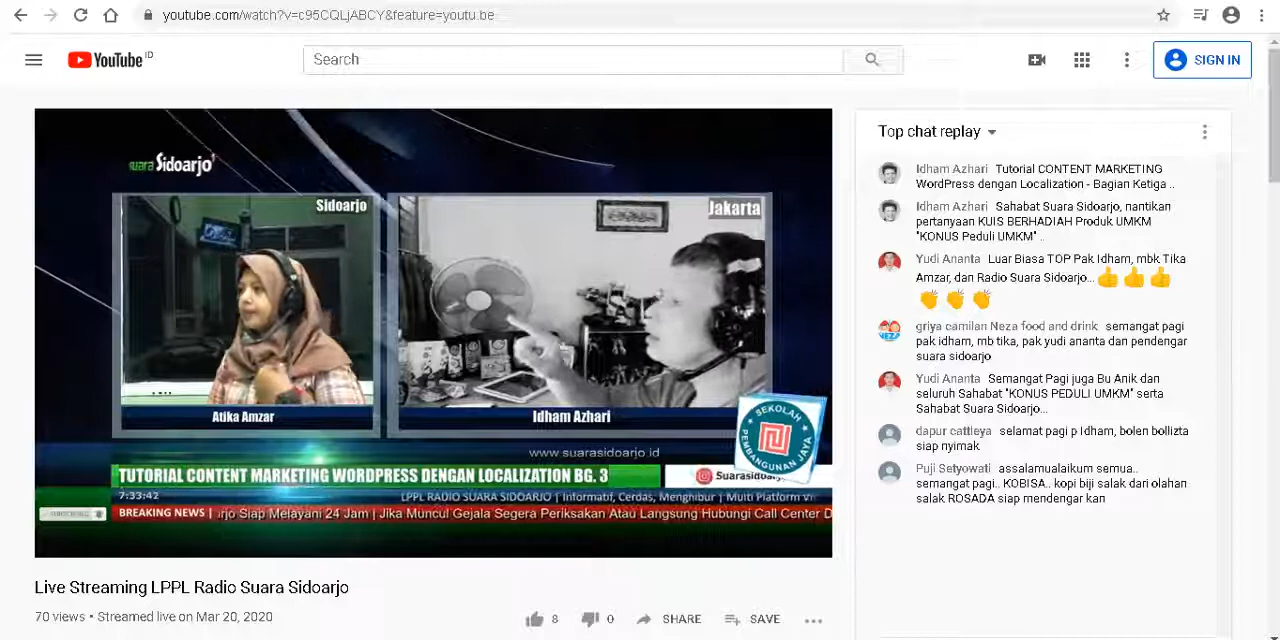 youtube.com/watch?v=c95CQLjABCY&feature=youtu.be
YouTube ID
Search
SIGN IN
suara Sidoarjo
Sidoarjo
Jakarta
Atika Amzar
Idham Azhari
SEKOLAH
PEMBANGUNAN JAYA
www.suarasidoarjo.id
TUTORIAL CONTENT MARKETING WORDPRESS DENGAN LOCALIZATION BG. 3
7:33:42
LPPL RADIO SUARA SIDOARJO | Informatif, Cerdas, Menghibur | Multi Platform
BREAKING NEWS | Siap Melayani 24 Jam | Jika Muncul Gejala Segera Periksakan Atau Langsung Hubungi Call Center
Live Streaming LPPL Radio Suara Sidoarjo
70 views • Streamed live on Mar 20, 2020
8
0
SHARE
SAVE
Top chat replay
Idham Azhari Tutorial CONTENT MARKETING
WordPress dengan Localization - Bagian Ketiga ..
Idham Azhari Sahabat Suara Sidoarjo, nantikan
pertanyaan KUIS BERHADIAH Produk UMKM
"KONUS Peduli UMKM" ..
Yudi Ananta Luar Biasa TOP Pak Idham, mbk Tika
Amzar, dan Radio Suara Sidoarjo... 👍👍👍
👏👏👏
griya camilan Neza food and drink semangat pagi
pak idham, mb tika, pak yudi ananta dan pendengar
suara sidoarjo
Yudi Ananta Semangat Pagi juga Bu Anik dan
seluruh Sahabat "KONUS PEDULI UMKM" serta
Sahabat Suara Sidoarjo...
dapur cattleya selamat pagi p Idham, bolen bollizta
siap nyimak
Puji Setyowati assalamualaikum semua..
semangat pagi.. KOBISA.. kopi biji salak dari olahan
salak ROSADA siap mendengar kan